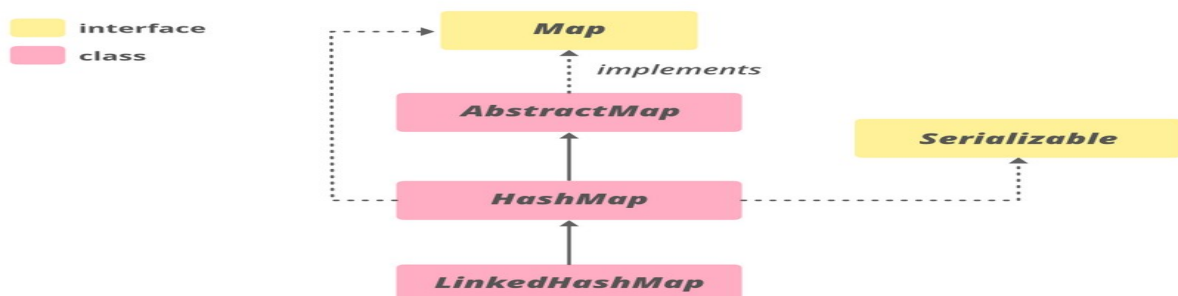 interface
class
Map
implements
AbstractMap
Serializable
HashMap
LinkedHashMap